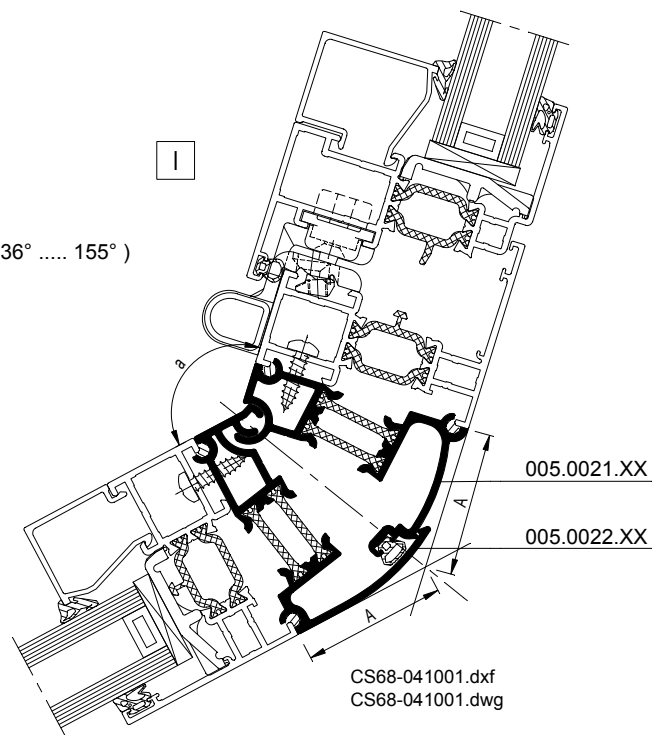 I
36° ..... 155° )
a
005.0021.XX
A
005.0022.XX
A
CS68-041001.dxf
CS68-041001.dwg